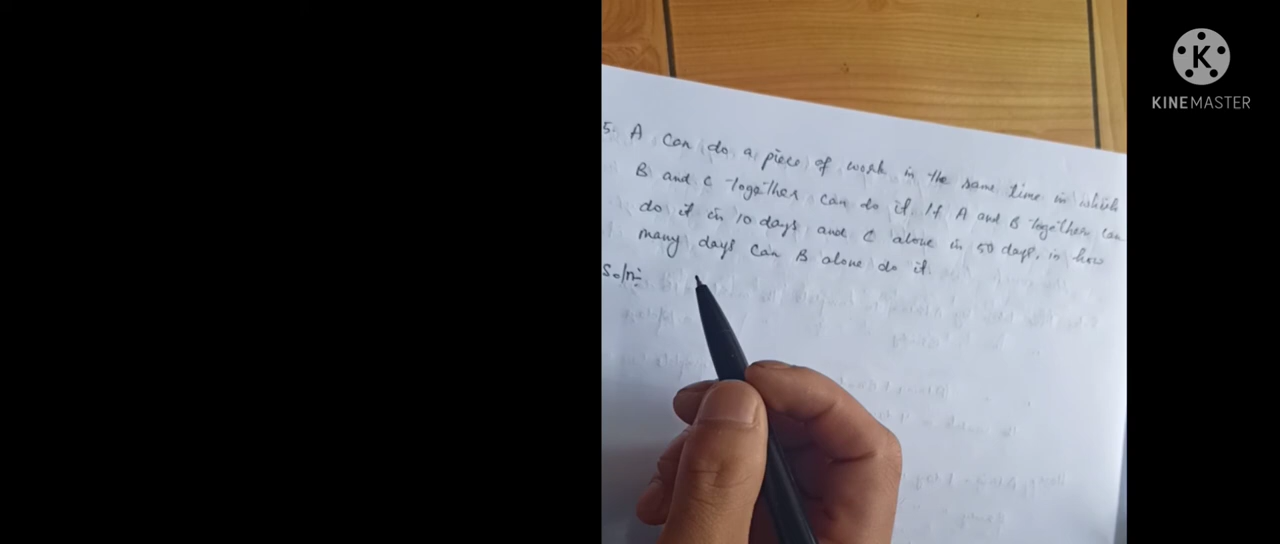 5. A can do a piece of work in the same time in which
B and C together can do it. If A and B together can
do it in 10 days and C alone in 50 days, in how
many days can B alone do it.
Soln:
K
KINEMASTER